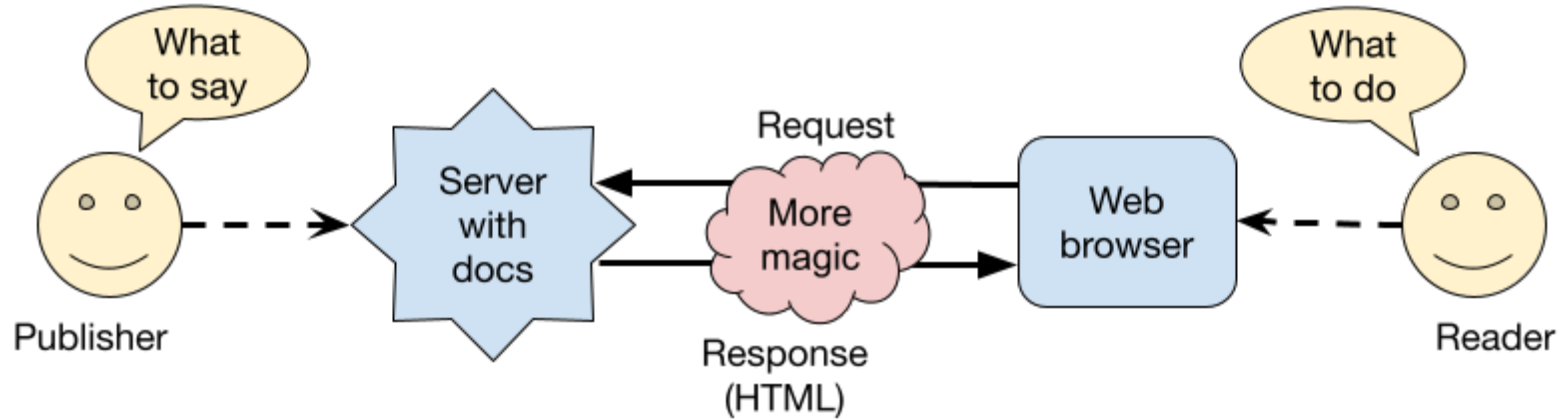 What
to say
What
to do
Request
Server
with
docs
More
magic
Web
browser
Publisher
Response
(HTML)
Reader